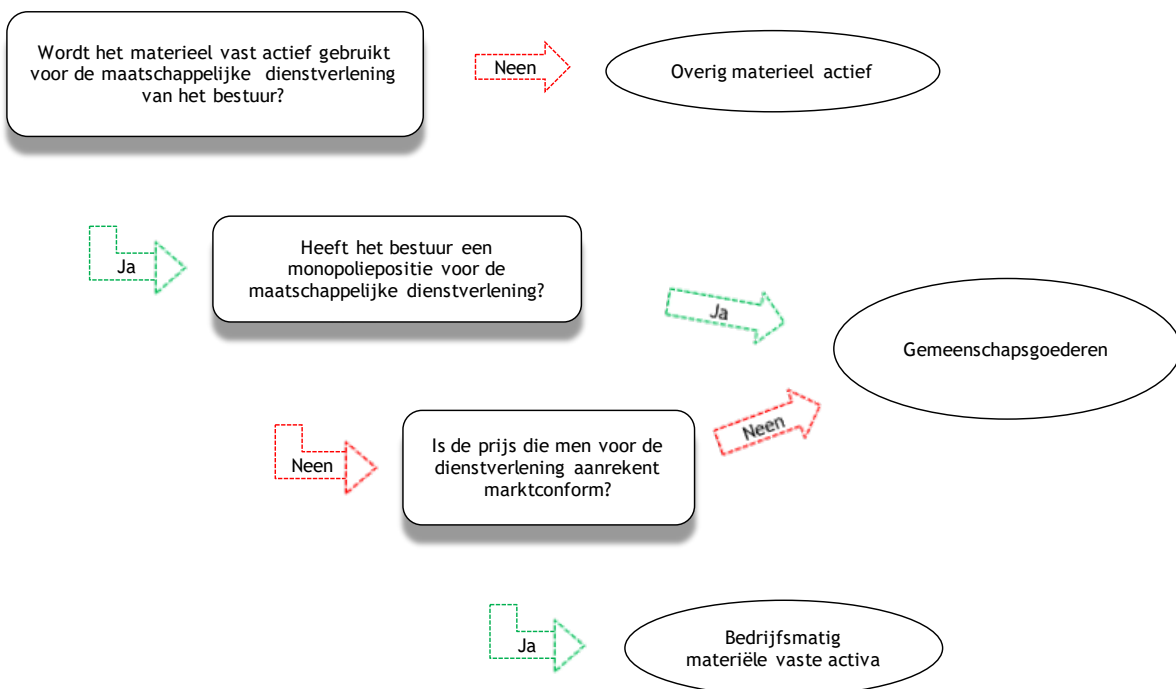 Wordt het materieel vast actief gebruikt
voor de maatschappelijke dienstverlening
van het bestuur?
Neen
Overig materieel actief
Ja
Heeft het bestuur een
monopoliepositie voor de
maatschappelijke dienstverlening?
Ja
Gemeenschapsgoederen
Neen
Is de prijs die men voor de
dienstverlening aanrekent
marktconform?
Neen
Ja
Bedrijfsmatig
materiële vaste activa